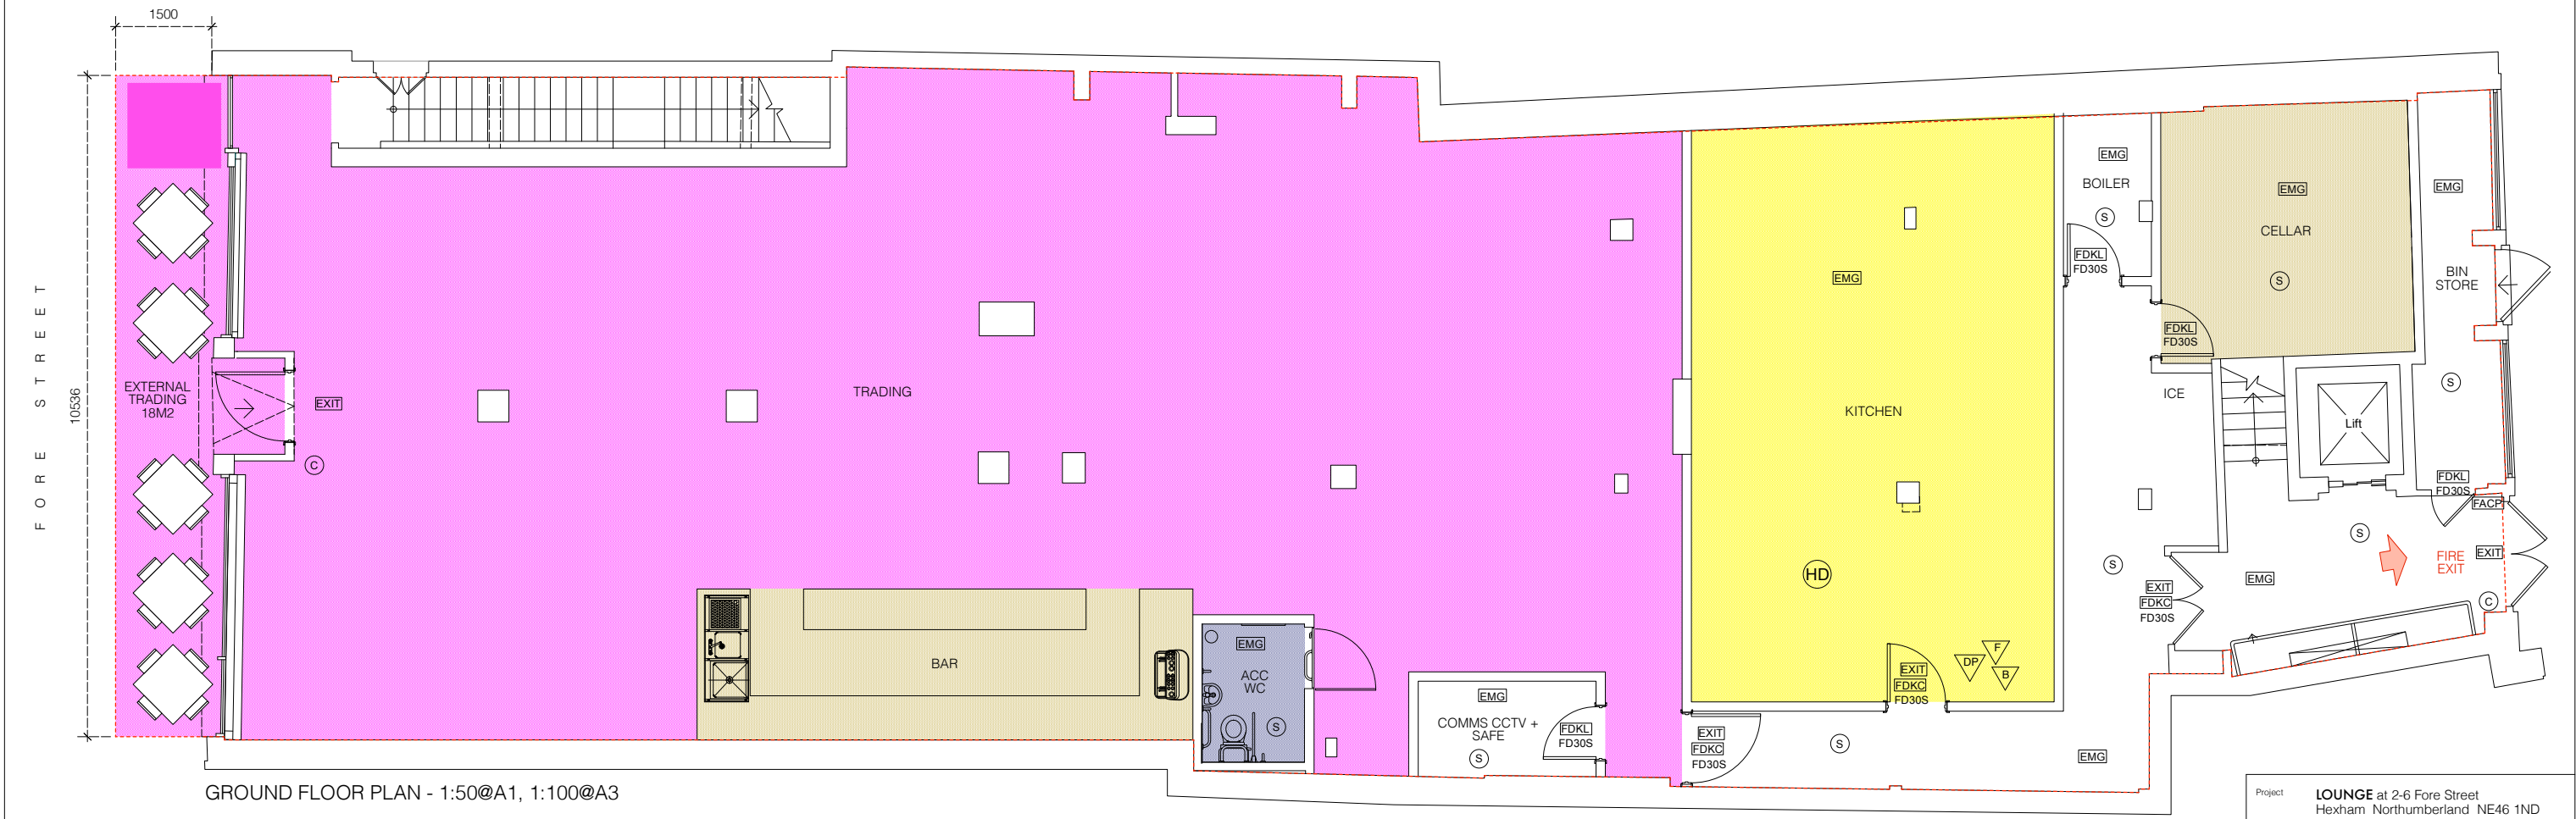 1500
FORE STREET
10536
EXTERNAL
TRADING
18M2
EXIT
C
TRADING
BAR
EMG
ACC
WC
S
EMG
COMMS CCTV +
SAFE
S
FDKL
FD30S
EXIT
FDKC
FD30S
EMG
KITCHEN
HD
EXIT
FDKC
FD30S
DP
F
B
S
EMG
EMG
BOILER
S
FDKL
FD30S
EMG
CELLAR
S
FDKL
FD30S
ICE
Lift
S
EXIT
FDKC
FD30S
EMG
BIN
STORE
S
FDKL
FD30S
FACP
S
EMG
FIRE
EXIT
EXIT
C
GROUND FLOOR PLAN - 1:50@A1, 1:100@A3
Project
LOUNGE at 2-6 Fore Street
Hexham Northumberland NE46 1ND